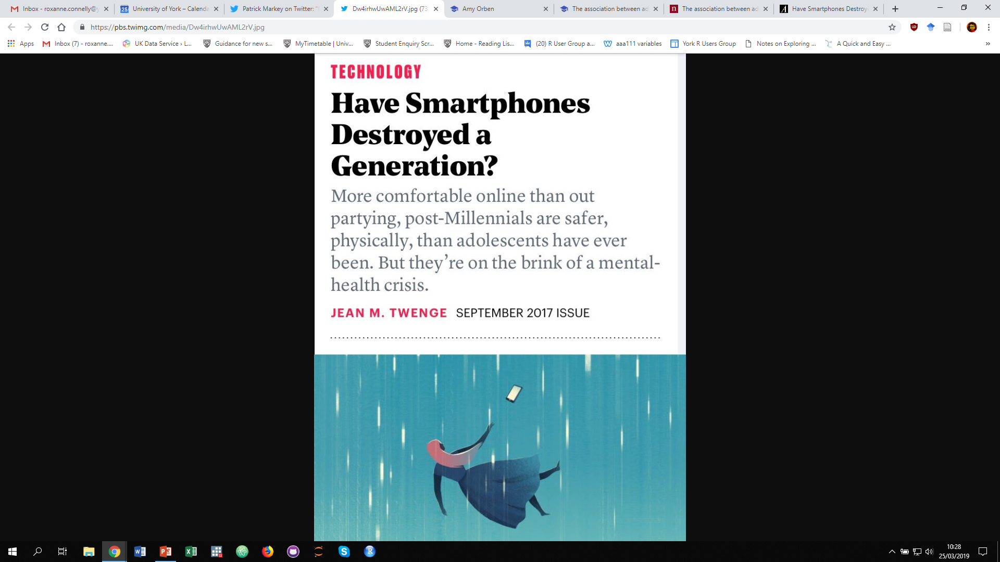 Inbox - roxanne.connelly@y
University of York – Calenda
Patrick Markey on Twitter: "
Dw4irhwUwAML2rV.jpg (73
Amy Orben
The association between ad
The association between ad
Have Smartphones Destroy
https://pbs.twimg.com/media/Dw4irhwUwAML2rV.jpg
Apps
Inbox (7) - roxanne....
UK Data Service › L...
Guidance for new s...
MyTimetable | Univ...
Student Enquiry Scr...
Home - Reading Lis...
(20) R User Group a...
aaa111 variables
York R Users Group
Notes on Exploring ...
A Quick and Easy ...
TECHNOLOGY
Have Smartphones
Destroyed a
Generation?
More comfortable online than out
partying, post-Millennials are safer,
physically, than adolescents have ever
been. But they’re on the brink of a mental-
health crisis.
JEAN M. TWENGE SEPTEMBER 2017 ISSUE
10:28
25/03/2019